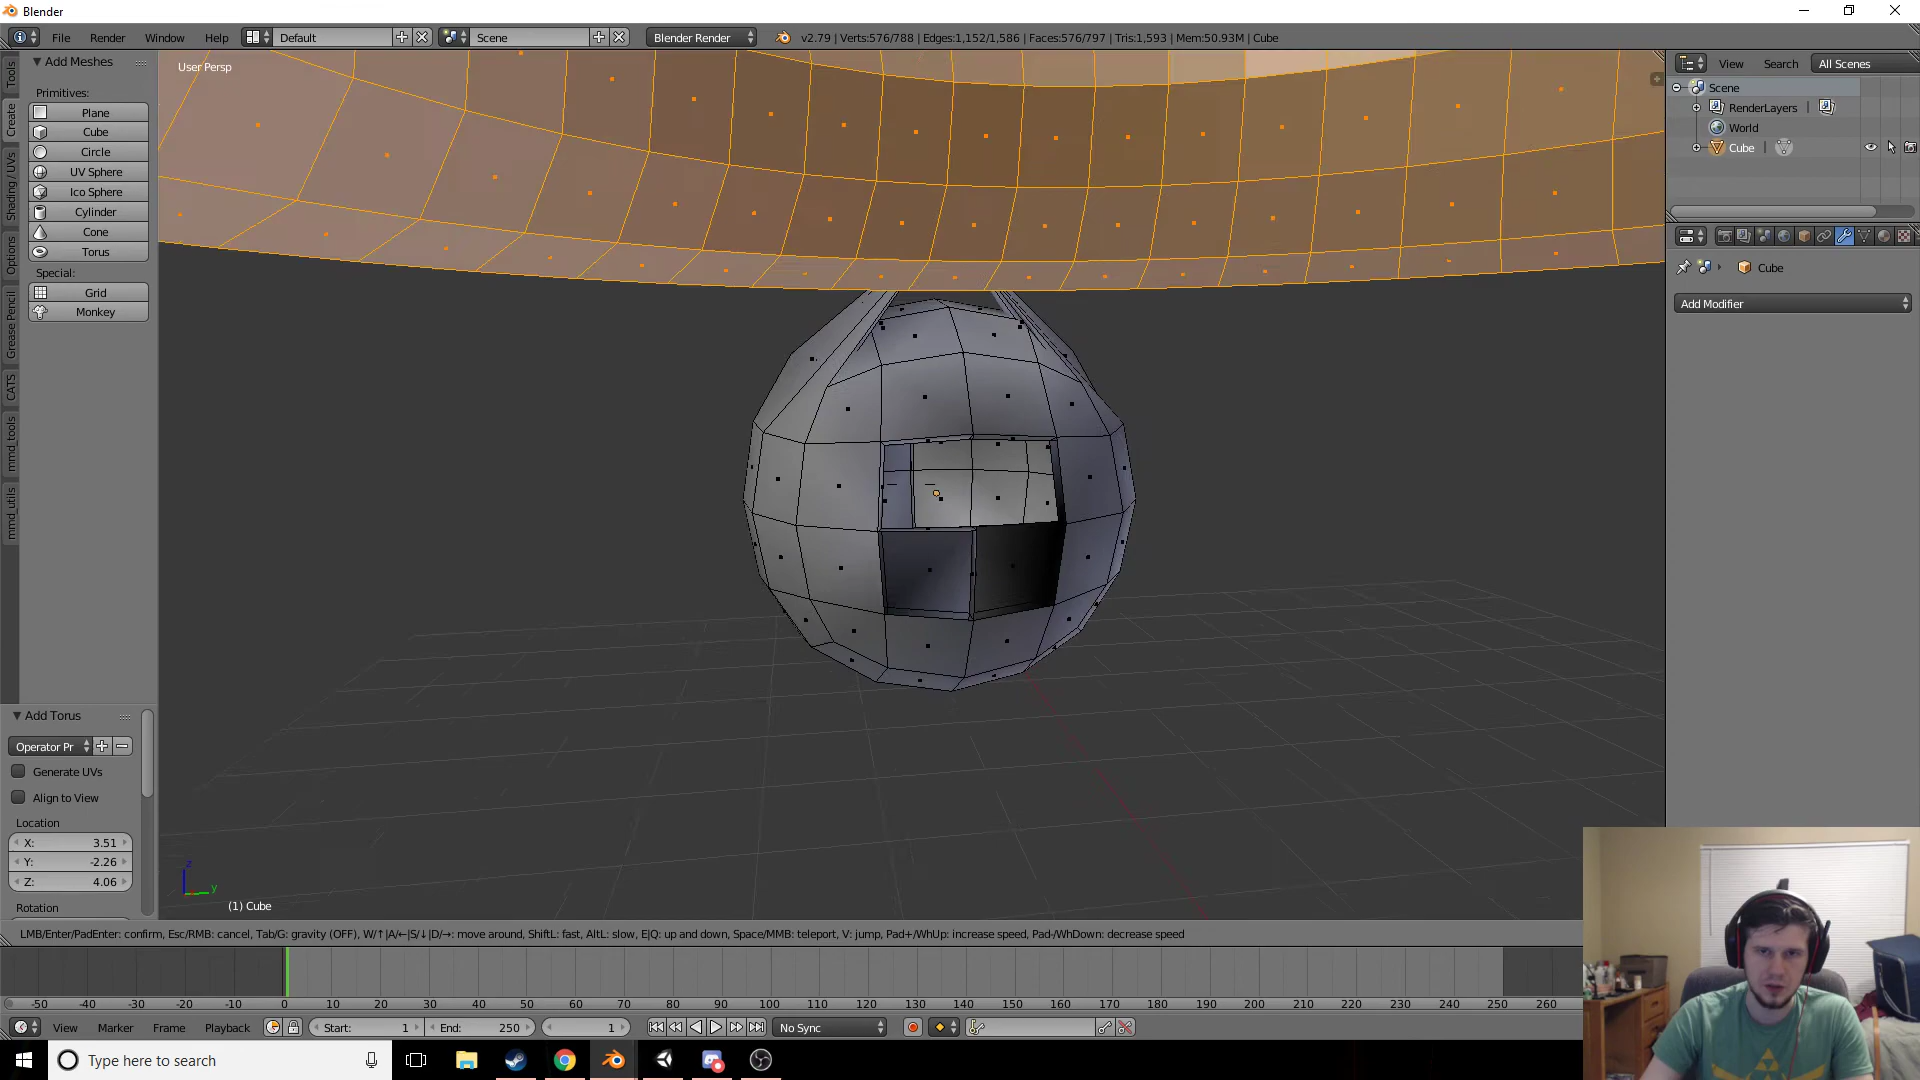 Blender
File Render Window Help Default Scene Blender Render v2.79 | Verts:576/788 | Edges:1,152/1,586 | Faces:576/797 | Tris:1,593 | Mem:50.93M | Cube
Add Meshes
Primitives:
Plane
Cube
Circle
UV Sphere
Ico Sphere
Cylinder
Cone
Torus
Special:
Grid
Monkey
Tools
Create
Shading / UVs
Options
Grease Pencil
CATS
mmd_tools
mmd_utils
Add Torus
Operator Pr
Generate UVs
Align to View
Location
X: 3.51
Y: -2.26
Z: 4.06
Rotation
User Persp
z
y
(1) Cube
View Search All Scenes
Scene
RenderLayers |
World
Cube |
Cube
Add Modifier
LMB/Enter/PadEnter: confirm, Esc/RMB: cancel, Tab/G: gravity (OFF), W/↑|A/←|S/↓|D/→: move around, ShiftL: fast, AltL: slow, E|Q: up and down, Space/MMB: teleport, V: jump, Pad+/WhUp: increase speed, Pad-/WhDown: decrease speed
-50 -40 -30 -20 -10 0 10 20 30 40 50 60 70 80 90 100 110 120 130 140 150 160 170 180 190 200 210 220 230 240 250 260
View Marker Frame Playback Start: 1 End: 250 1 No Sync
Type here to search